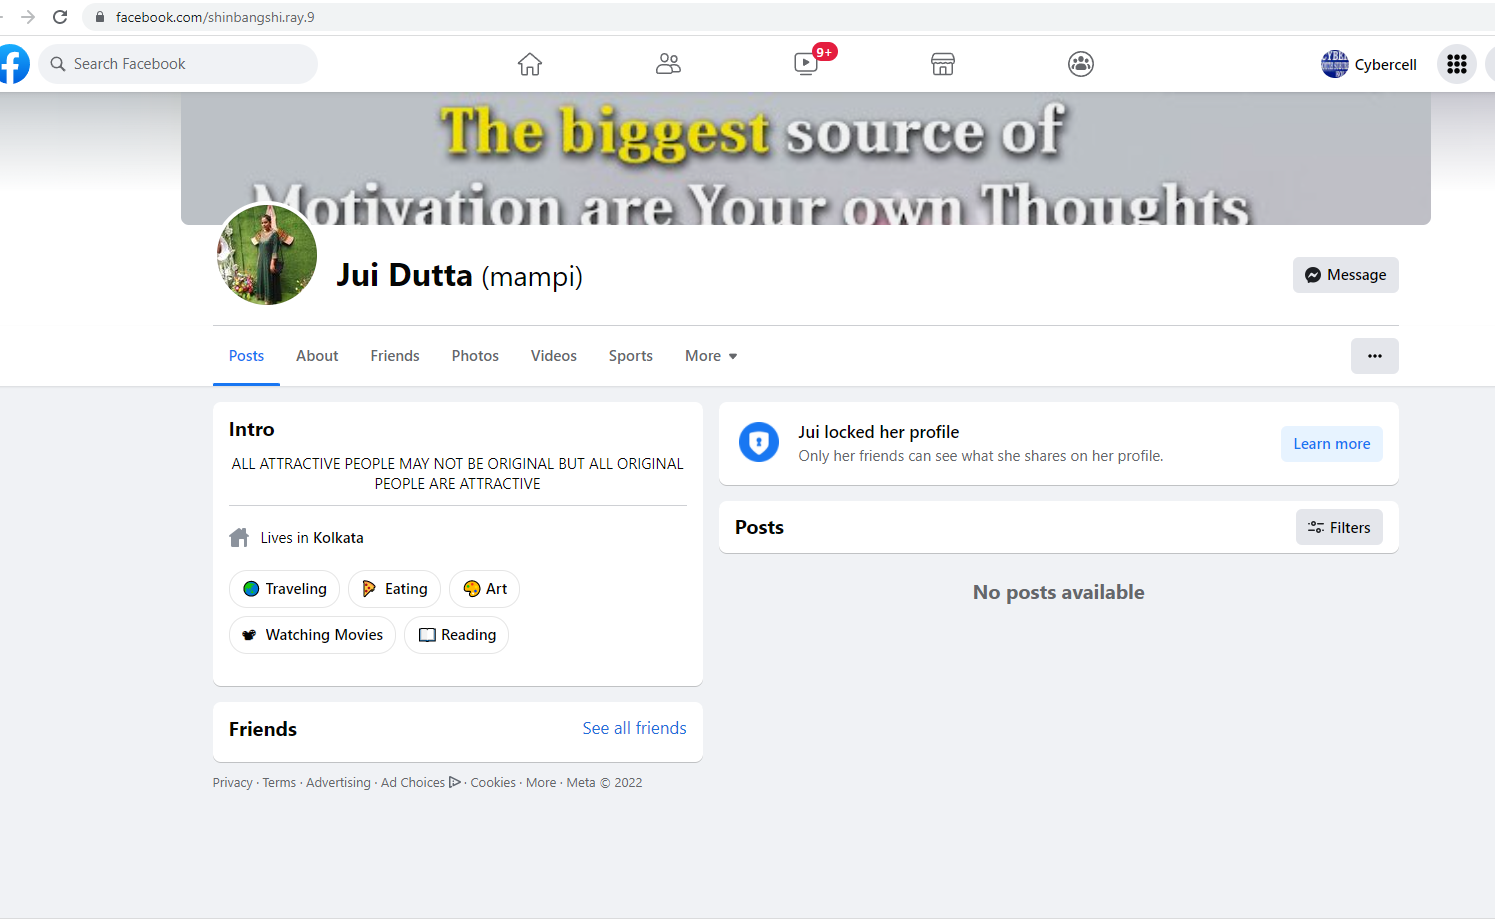 facebook.com/shinbangshi.ray.9
Search Facebook
9+
Cybercell
The biggest source of
Motivation are Your own Thoughts
Jui Dutta (mampi)
Message
Posts About Friends Photos Videos Sports More
Intro
ALL ATTRACTIVE PEOPLE MAY NOT BE ORIGINAL BUT ALL ORIGINAL
PEOPLE ARE ATTRACTIVE
Lives in Kolkata
Traveling Eating Art
Watching Movies Reading
Friends See all friends
Privacy · Terms · Advertising · Ad Choices · Cookies · More · Meta © 2022
Jui locked her profile
Only her friends can see what she shares on her profile.
Learn more
Posts Filters
No posts available